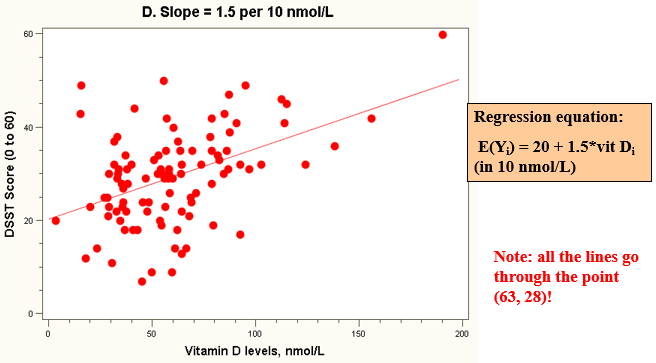 D. Slope = 1.5 per 10 nmol/L
60
40
20
0
DSST Score (0 to 60)
0
50
100
150
200
Vitamin D levels, nmol/L
Regression equation:
E(Yᵢ) = 20 + 1.5*vit Dᵢ
(in 10 nmol/L)
Note: all the lines go
through the point
(63, 28)!